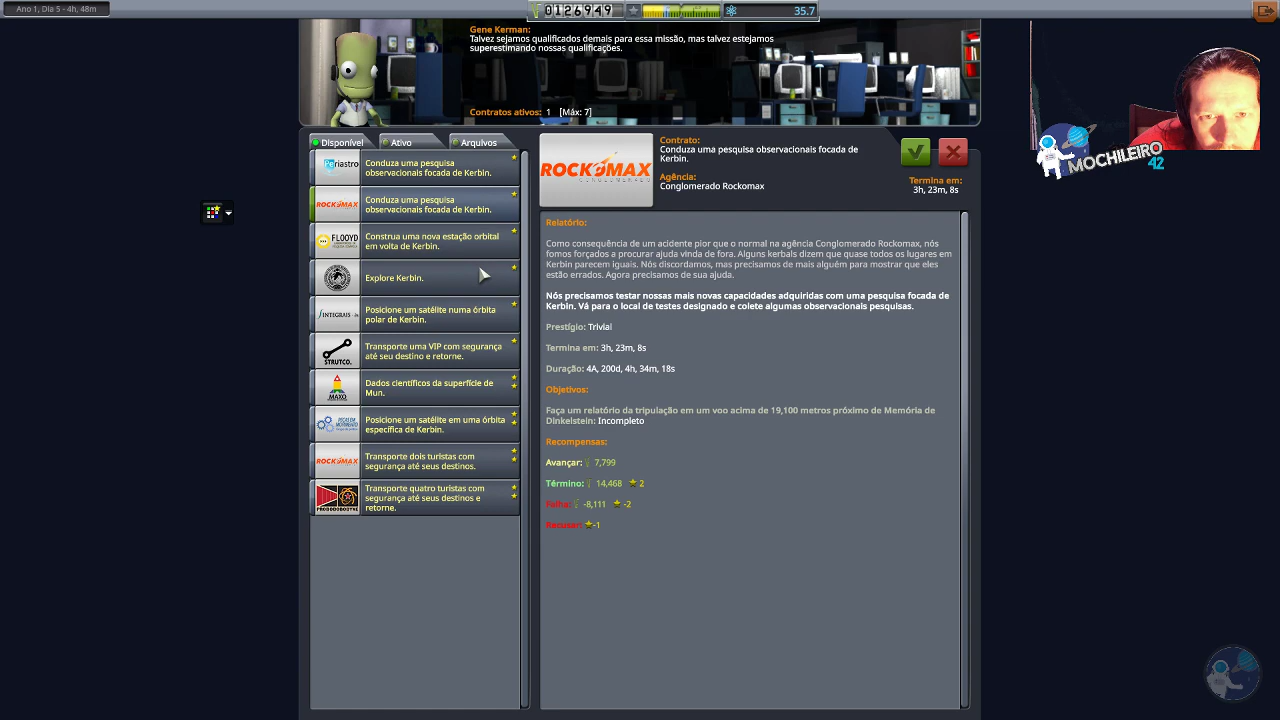 Ano 1, Dia 5 - 4h, 48m
0126949
35.7
Gene Kerman:
Talvez sejamos qualificados demais para essa missão, mas talvez estejamos
superestimando nossas qualificações.
Contratos ativos: 1 [Máx: 7]
MOCHILEIRO
42
Disponível
Ativo
Arquivos
Periastro
Conduza uma pesquisa
observacionais focada de Kerbin.
ROCKOMAX
Conduza uma pesquisa
observacionais focada de Kerbin.
FLOOYD
Construa uma nova estação orbital
em volta de Kerbin.
Explore Kerbin.
INTEGRAIS
Posicione um satélite numa órbita
polar de Kerbin.
STRUTCO.
Transporte uma VIP com segurança
até seu destino e retorne.
MAXO
Dados científicos da superfície de
Mun.
Posicione um satélite em uma órbita
específica de Kerbin.
ROCKOMAX
Transporte dois turistas com
segurança até seus destinos.
Transporte quatro turistas com
segurança até seus destinos e
retorne.
ROCKOMAX
CONGLOMERATE
Contrato:
Conduza uma pesquisa observacionais focada de
Kerbin.
Agência:
Conglomerado Rockomax
Termina em:
3h, 23m, 8s
Relatório:
Como consequência de um acidente pior que o normal na agência Conglomerado Rockomax, nós
fomos forçados a procurar ajuda vinda de fora. Alguns kerbals dizem que quase todos os lugares em
Kerbin parecem iguais. Nós discordamos, mas precisamos de mais alguém para mostrar que eles
estão errados. Agora precisamos de sua ajuda.
Nós precisamos testar nossas mais novas capacidades adquiridas com uma pesquisa focada de
Kerbin. Vá para o local de testes designado e colete algumas observacionais pesquisas.
Prestígio: Trivial
Termina em: 3h, 23m, 8s
Duração: 4A, 200d, 4h, 34m, 18s
Objetivos:
Faça um relatório da tripulação em um voo acima de 19,100 metros próximo de Memória de
Dinkelstein: Incompleto
Recompensas:
Avançar: 7,799
Término: 14,468 2
Falha: -8,111 -2
Recusar: -1